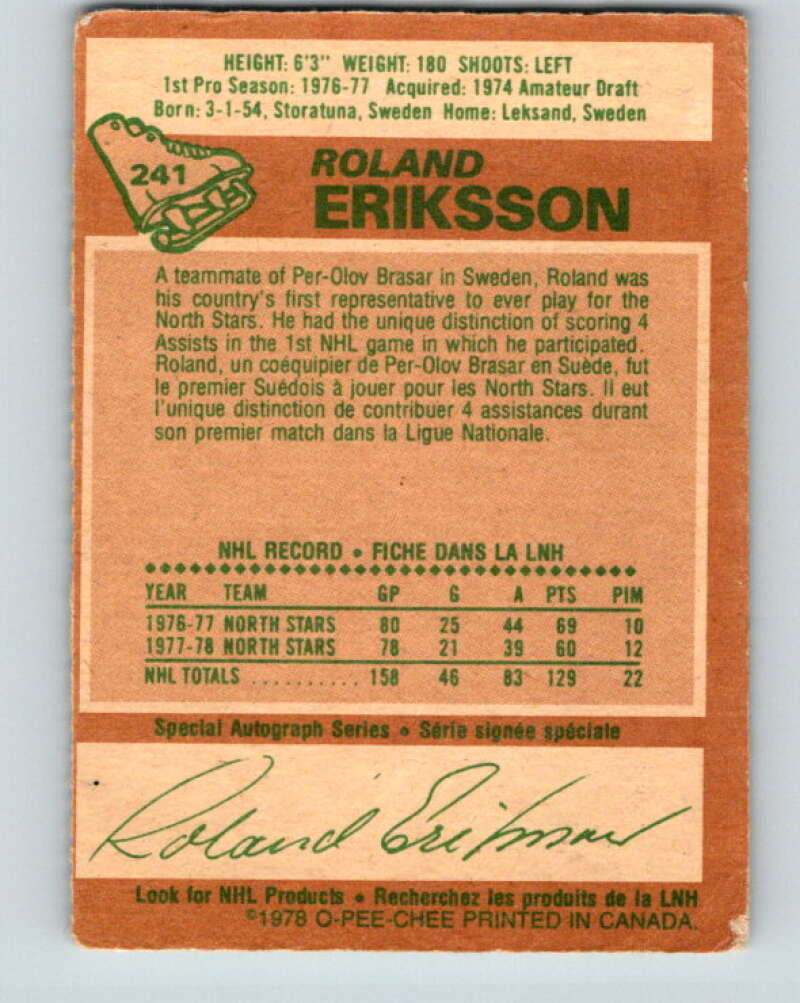 HEIGHT: 6'3" WEIGHT: 180 SHOOTS: LEFT
1st Pro Season: 1976-77 Acquired: 1974 Amateur Draft
Born: 3-1-54, Storatuna, Sweden Home: Leksand, Sweden
241
ROLAND
ERIKSSON
A teammate of Per-Olov Brasar in Sweden, Roland was
his country's first representative to ever play for the
North Stars. He had the unique distinction of scoring 4
Assists in the 1st NHL game in which he participated.
Roland, un coéquipier de Per-Olov Brasar en Suède, fut
le premier Suédois à jouer pour les North Stars. Il eut
l'unique distinction de contribuer 4 assistances durant
son premier match dans la Ligue Nationale.
NHL RECORD • FICHE DANS LA LNH
YEAR TEAM GP G A PTS PIM
1976-77 NORTH STARS 80 25 44 69 10
1977-78 NORTH STARS 78 21 39 60 12
NHL TOTALS .......... 158 46 83 129 22
Special Autograph Series • Série signée spéciale
Roland Eriksson
Look for NHL Products • Recherchez les produits de la LNH
©1978 O-PEE-CHEE PRINTED IN CANADA.